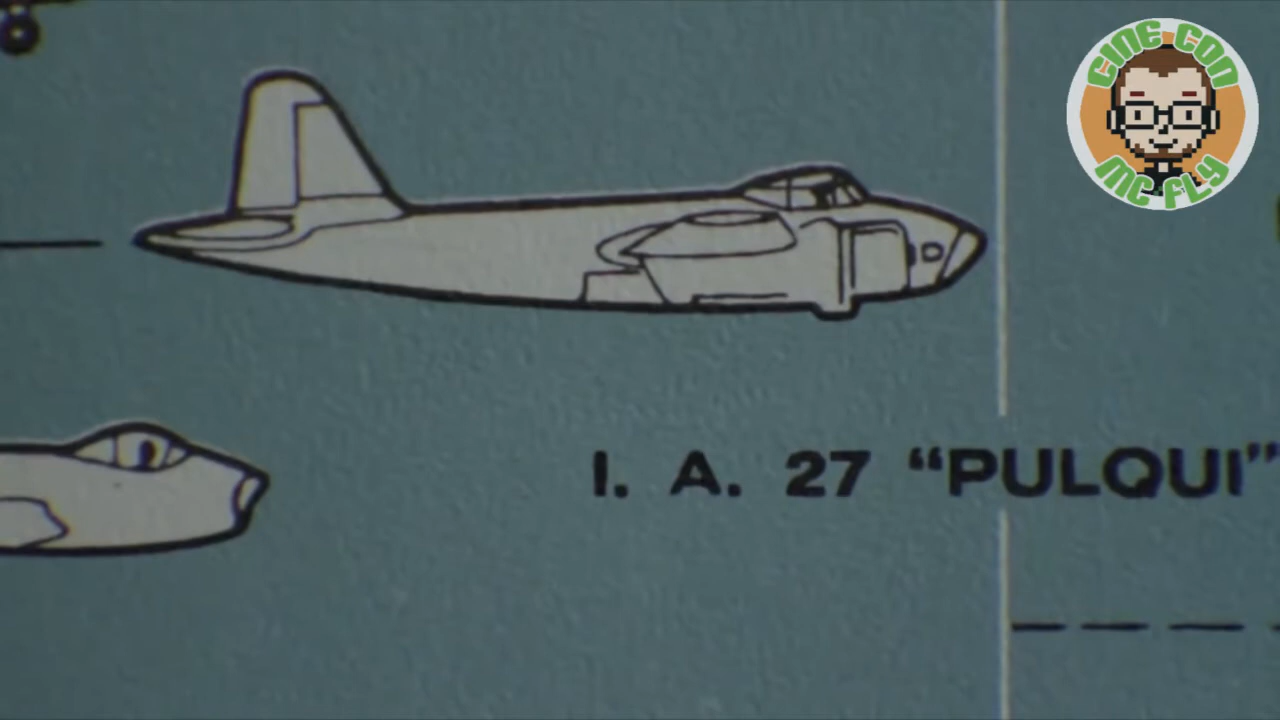 CINE CON
MC FLY
I. A. 27 “PULQUI”